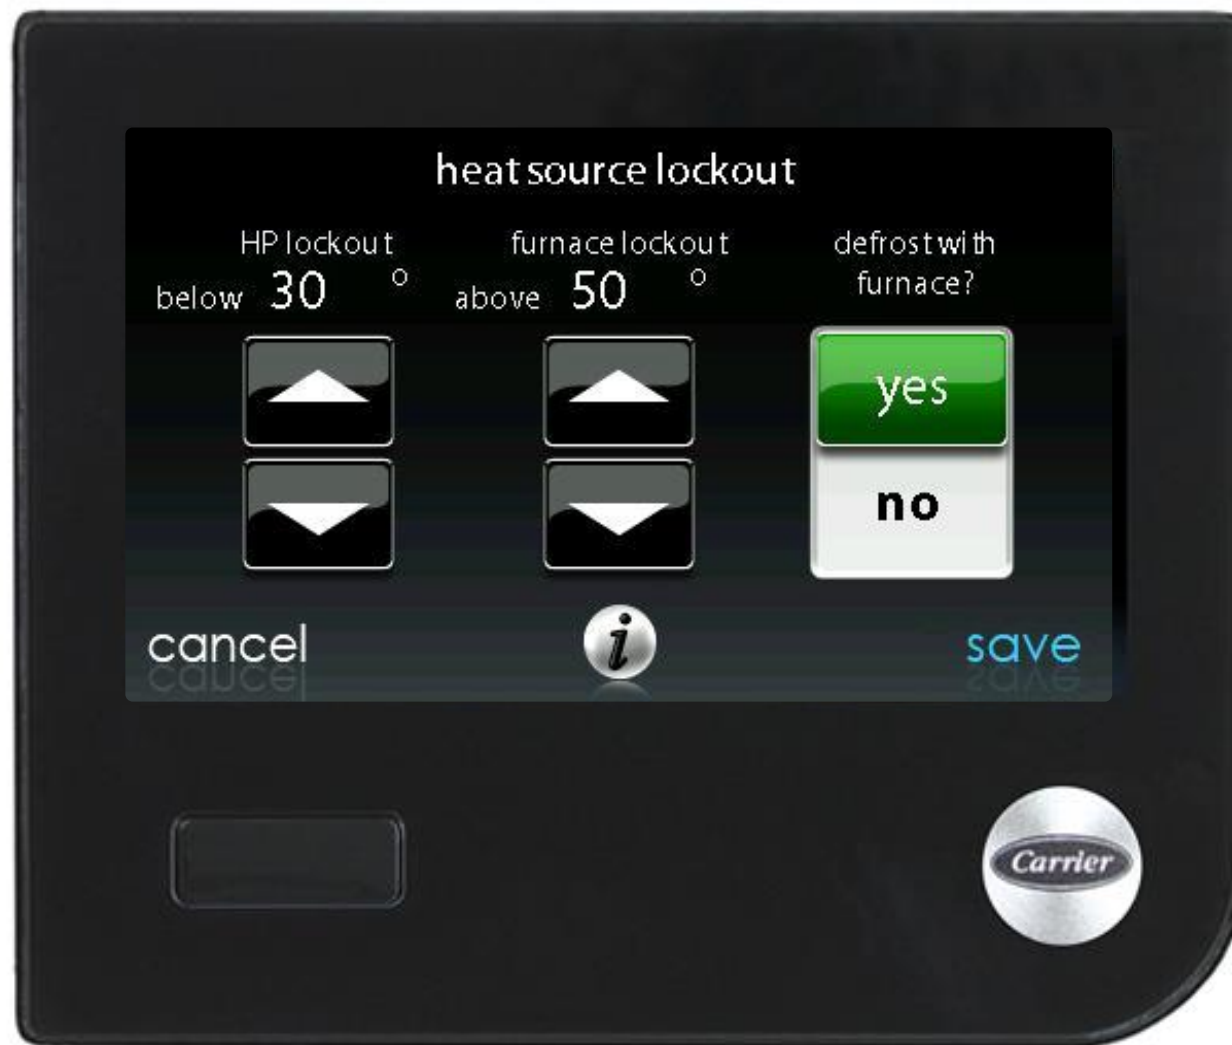 heat source lockout
HP lockout
below 30 °
furnace lockout
above 50 °
defrost with
furnace?
yes
no
cancel
i
save
Carrier